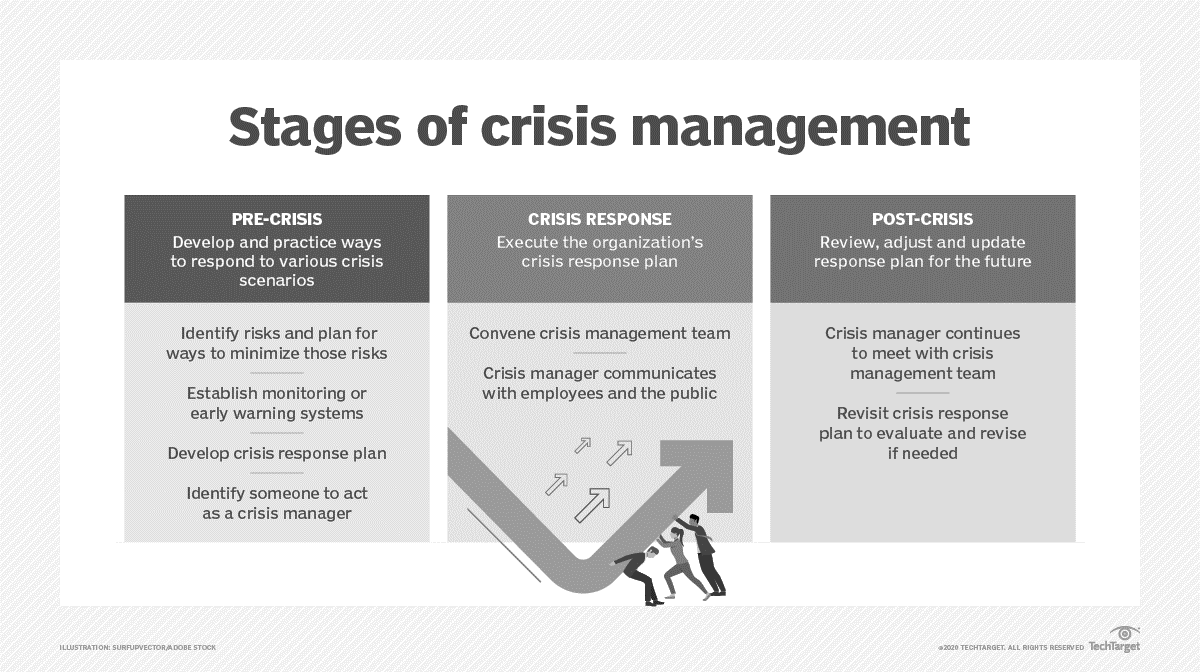 Stages of crisis management
PRE-CRISIS
Develop and practice ways
to respond to various crisis
scenarios
Identify risks and plan for
ways to minimize those risks
Establish monitoring or
early warning systems
Develop crisis response plan
Identify someone to act
as a crisis manager
CRISIS RESPONSE
Execute the organization's
crisis response plan
Convene crisis management team
Crisis manager communicates
with employees and the public
POST-CRISIS
Review, adjust and update
response plan for the future
Crisis manager continues
to meet with crisis
management team
Revisit crisis response
plan to evaluate and revise
if needed
ILLUSTRATION: SURFUPVECTOR/ADOBE STOCK
©2020 TECHTARGET. ALL RIGHTS RESERVED TechTarget